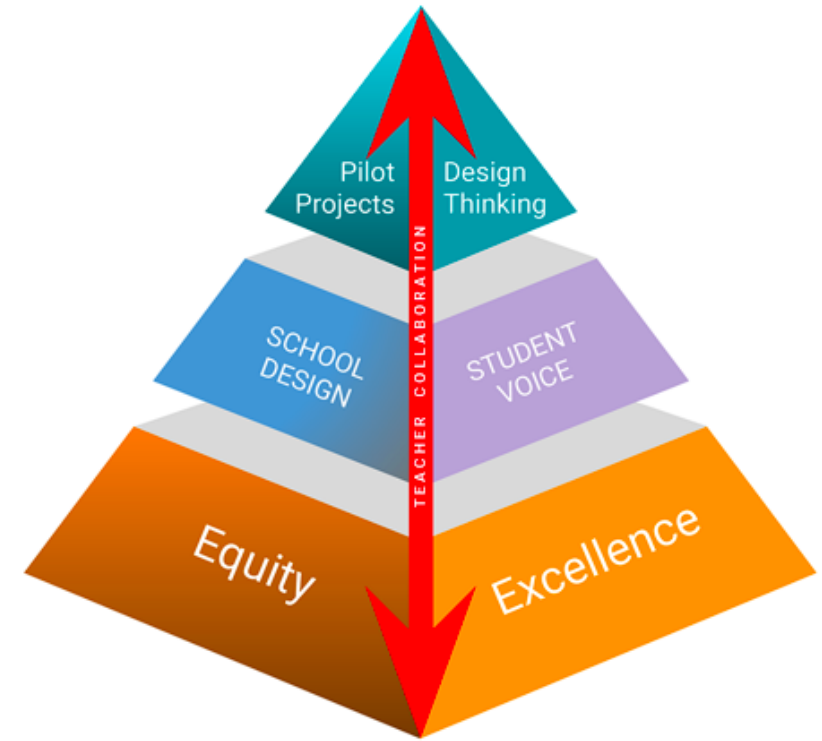 Pilot
Projects
Design
Thinking
SCHOOL
DESIGN
STUDENT
VOICE
TEACHER COLLABORATION
Equity
Excellence